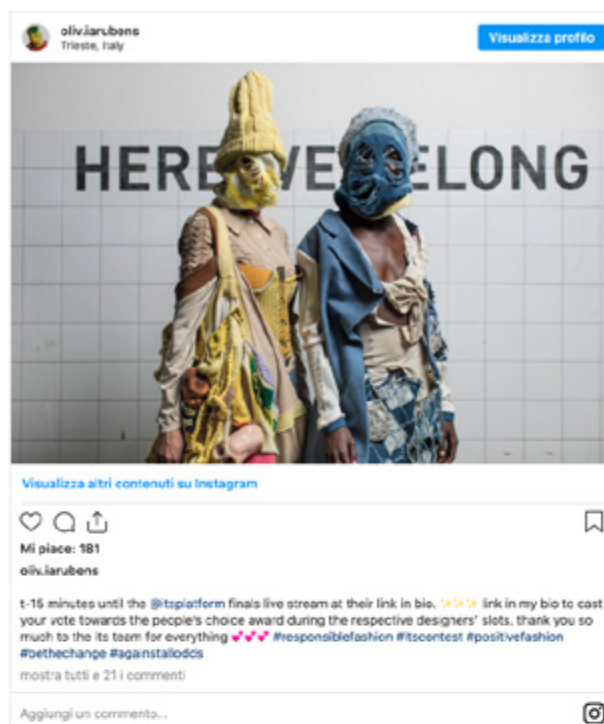 oliv.iarubens
Trieste, Italy
Visualizza profilo
HERE WE BELONG
Visualizza altri contenuti su Instagram
Mi piace: 181
oliv.iarubens
t-15 minutes until the @itsplatform finals live stream at their link in bio. ✨✨✨ link in my bio to cast
your vote towards the people's choice award during the respective designers' slots. thank you so
much to the its team for everything 💕💕💕 #responsiblefashion #itscontest #positivefashion
#bethechange #againstallodds
mostra tutti e 21 i commenti
Aggiungi un commento...